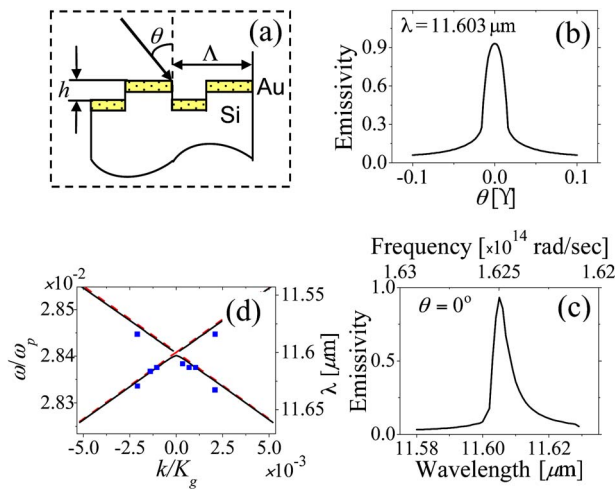 (a)
θ
Λ
h
Au
Si
(b)
λ = 11.603 μm
Emissivity
0.9
0.6
0.3
0.0
-0.1 0.0 0.1
θ [Y]
(d)
×10⁻²
2.85
2.84
2.83
ω/ωp
11.55
11.60
11.65
λ [μm]
-5.0 -2.5 0.0 2.5 5.0
k/Kg ×10⁻³
Frequency [×10¹⁴ rad/sec]
1.63 1.625 1.62
(c)
θ = 0º
Emissivity
1.0
0.5
0.0
11.58 11.60 11.62
Wavelength [μm]